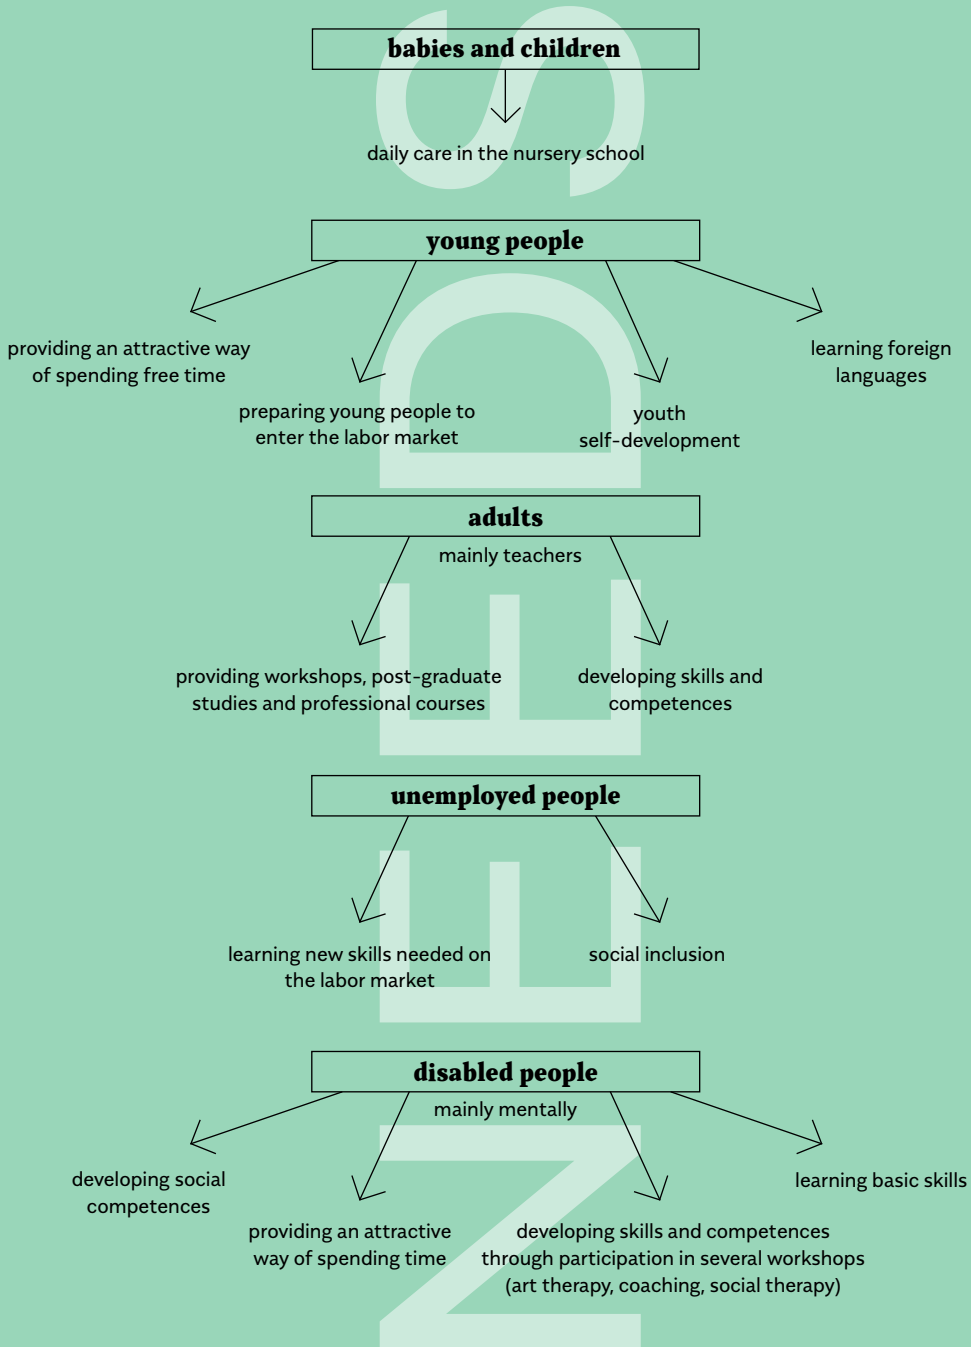 babies and children
daily care in the nursery school
young people
providing an attractive way
of spending free time
learning foreign
languages
preparing young people to
enter the labor market
youth
self-development
adults
mainly teachers
providing workshops, post-graduate
studies and professional courses
developing skills and
competences
unemployed people
learning new skills needed on
the labor market
social inclusion
disabled people
mainly mentally
developing social
competences
learning basic skills
providing an attractive
way of spending time
developing skills and competences
through participation in several workshops
(art therapy, coaching, social therapy)
NEEDS